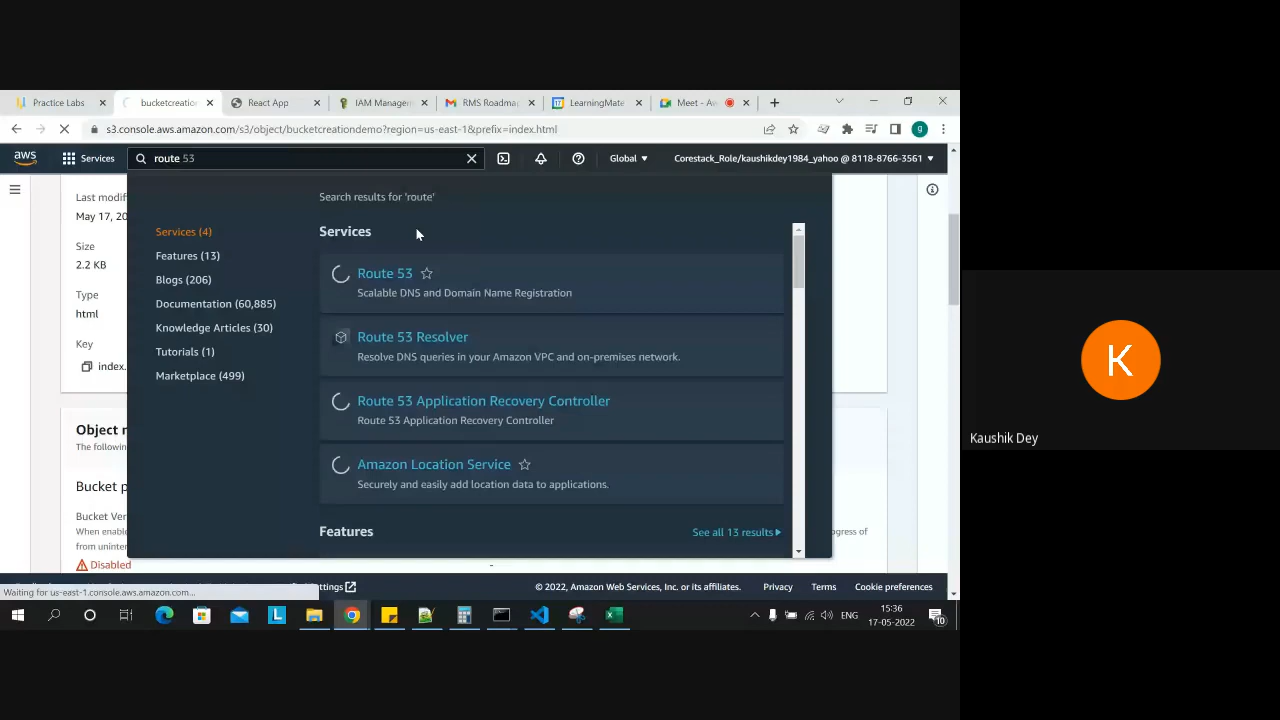 Practice Labs
bucketcreatio
React App
IAM Manager
RMS Roadma
17
LearningMate
Meet - Aw
s3.console.aws.amazon.com/s3/object/bucketcreationdemo?region=us-east-1&prefix=index.html
g
aws
Services
route 53
Global
Corestack_Role/kaushikdey1984_yahoo @ 8118-8766-3561
Last modif
May 17, 20
Size
2.2 KB
Type
html
Key
index.
Search results for 'route'
Services (4)
Features (13)
Blogs (206)
Documentation (60,885)
Knowledge Articles (30)
Tutorials (1)
Marketplace (499)
Services
Route 53
Scalable DNS and Domain Name Registration
Route 53 Resolver
Resolve DNS queries in your Amazon VPC and on-premises network.
Route 53 Application Recovery Controller
Route 53 Application Recovery Controller
Amazon Location Service
Securely and easily add location data to applications.
Features
See all 13 results
Object
The followin
Bucket p
Bucket Ver
When enable
ogress of
from uninten
Disabled
-
ttings
© 2022, Amazon Web Services, Inc. or its affiliates.
Privacy
Terms
Cookie preferences
Waiting for us-east-1.console.aws.amazon.com...
L
ENG
15:36
17-05-2022
10
K
Kaushik Dey